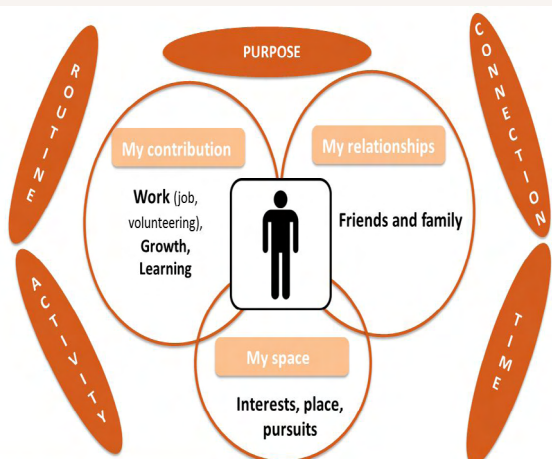 PURPOSE
ROUTINE
CONNECTION
My contribution
Work (job,
volunteering),
Growth,
Learning
My relationships
Friends and family
ACTIVITY
TIME
My space
Interests, place,
pursuits